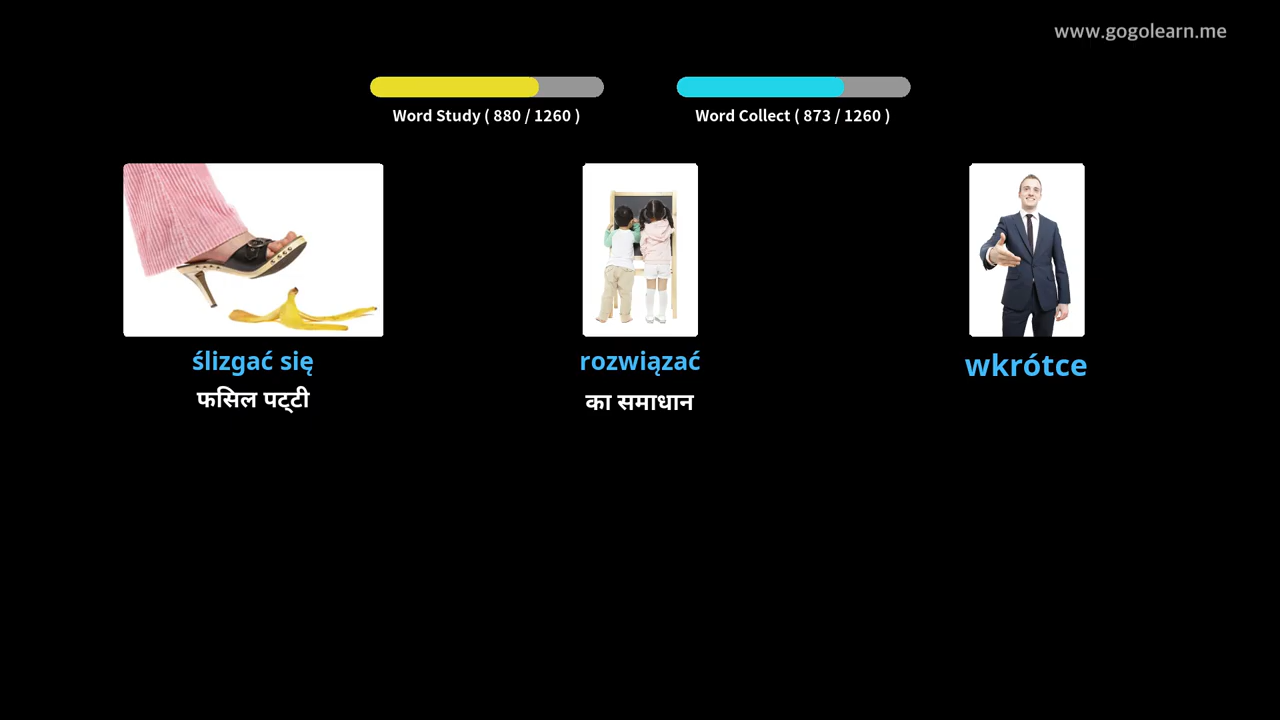 www.gogolearn.me
Word Study ( 880 / 1260 )
Word Collect ( 873 / 1260 )
ślizgać się
rozwiązać
wkrótce
फसिल पट्टी
का समाधान